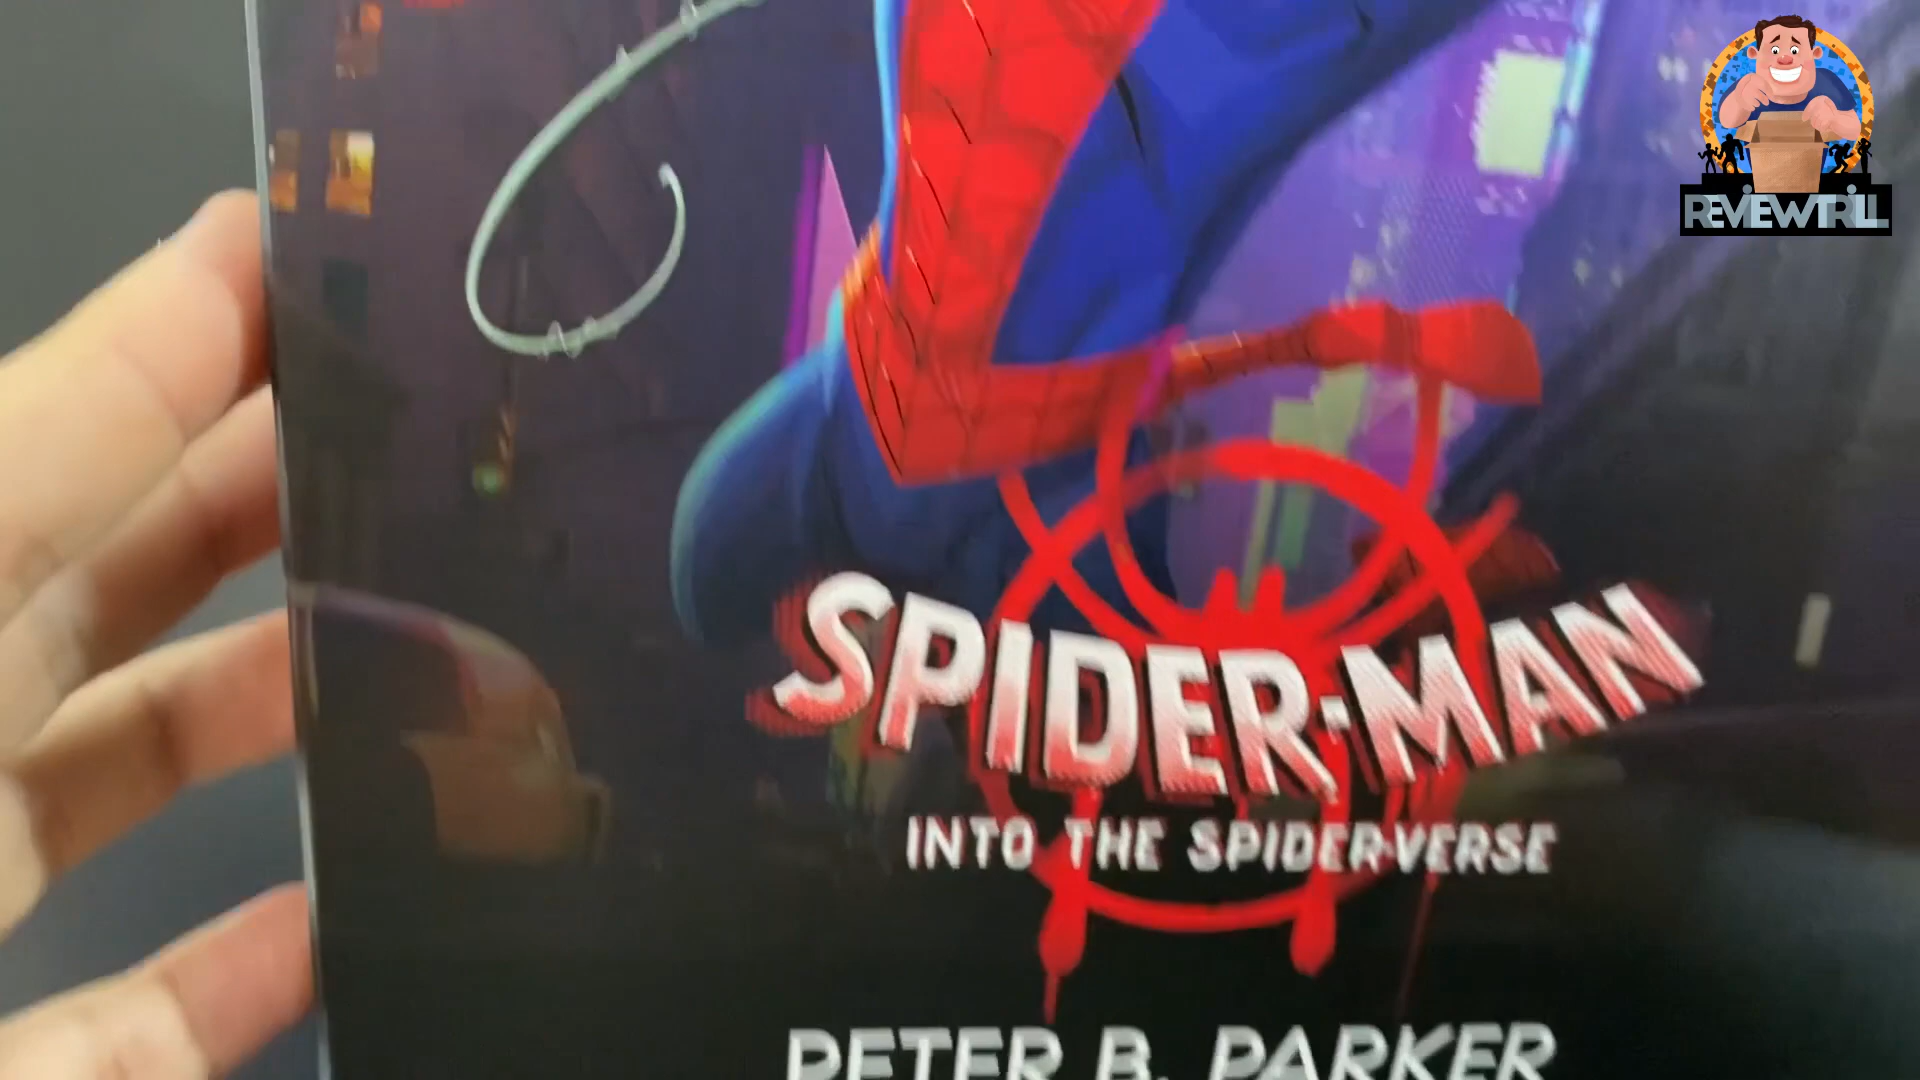 REVIEWTRILL
SPIDER-MAN
INTO THE SPIDER-VERSE
PETER B. PARKER